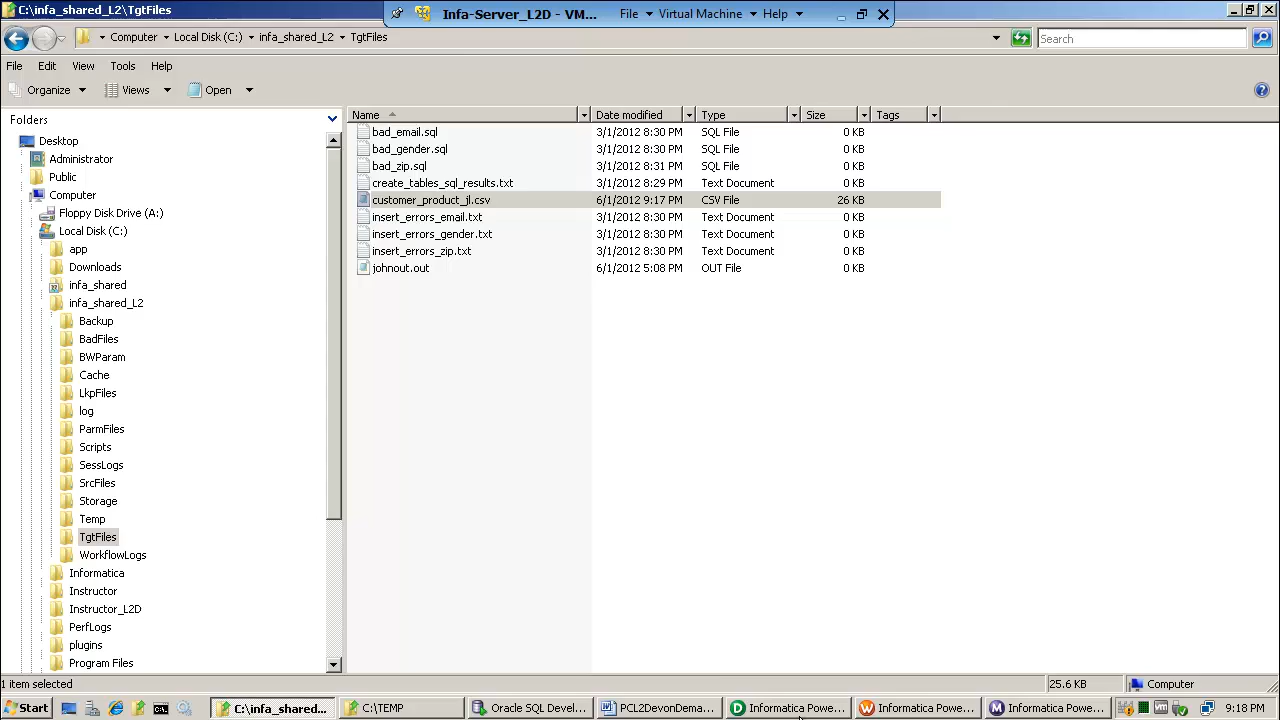 C:\infa_shared_L2\TgtFiles
Infa-Server_L2D - VM... File Virtual Machine Help
Computer Local Disk (C:) infa_shared_L2 TgtFiles Search
File Edit View Tools Help
Organize Views Open
Folders
Desktop
Administrator
Public
Computer
Floppy Disk Drive (A:)
Local Disk (C:)
app
Downloads
infa_shared
infa_shared_L2
Backup
BadFiles
BWParam
Cache
LkpFiles
log
ParmFiles
Scripts
SessLogs
SrcFiles
Storage
Temp
TgtFiles
WorkflowLogs
Informatica
Instructor
Instructor_L2D
PerfLogs
plugins
Program Files
Name Date modified Type Size Tags
bad_email.sql 3/1/2012 8:30 PM SQL File 0 KB
bad_gender.sql 3/1/2012 8:30 PM SQL File 0 KB
bad_zip.sql 3/1/2012 8:31 PM SQL File 0 KB
create_tables_sql_results.txt 3/1/2012 8:29 PM Text Document 0 KB
customer_product_jl.csv 6/1/2012 9:17 PM CSV File 26 KB
insert_errors_email.txt 3/1/2012 8:30 PM Text Document 0 KB
insert_errors_gender.txt 3/1/2012 8:30 PM Text Document 0 KB
insert_errors_zip.txt 3/1/2012 8:30 PM Text Document 0 KB
johnout.out 6/1/2012 5:08 PM OUT File 0 KB
1 item selected 25.6 KB Computer
Start C:\infa_shared... C:\TEMP Oracle SQL Devel... PCL2DevonDema... Informatica Powe... Informatica Powe... Informatica Powe... 9:18 PM